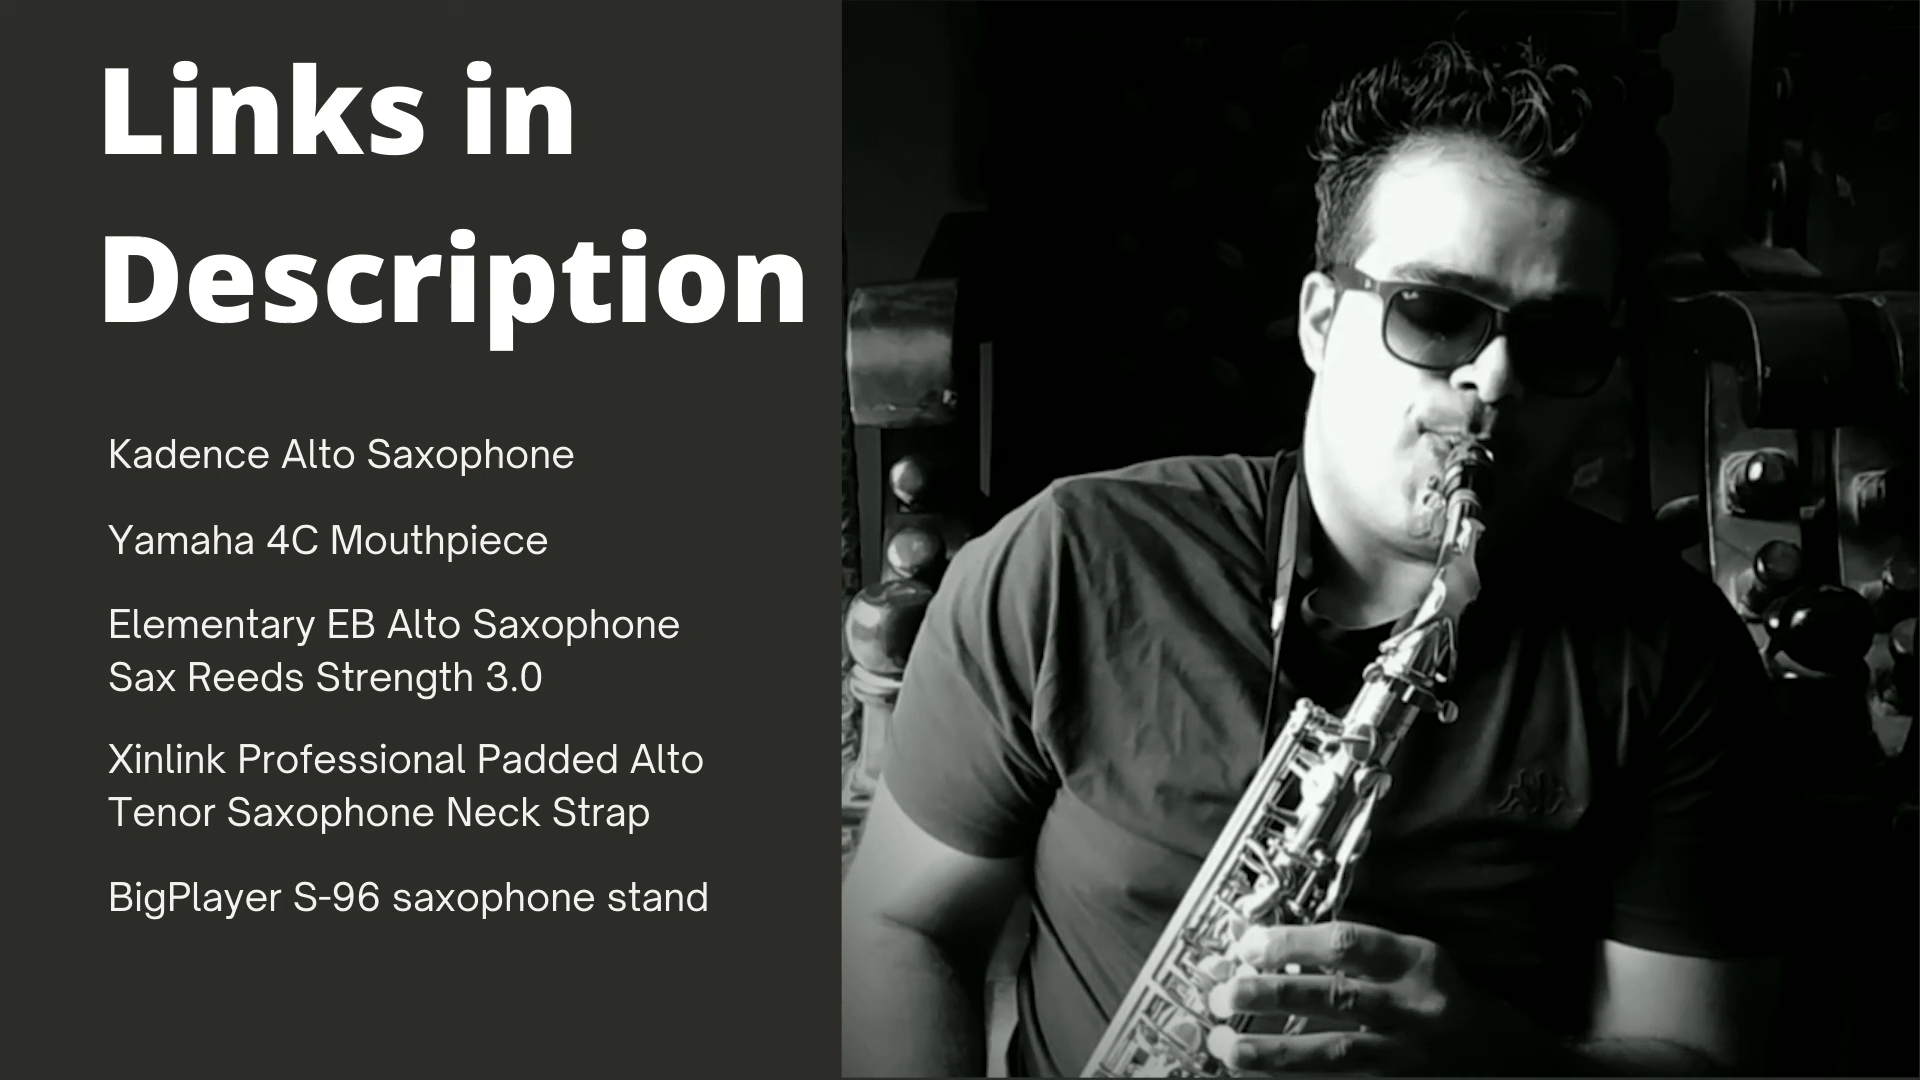 Links in
Description
Kadence Alto Saxophone
Yamaha 4C Mouthpiece
Elementary EB Alto Saxophone
Sax Reeds Strength 3.0
Xinlink Professional Padded Alto
Tenor Saxophone Neck Strap
BigPlayer S-96 saxophone stand